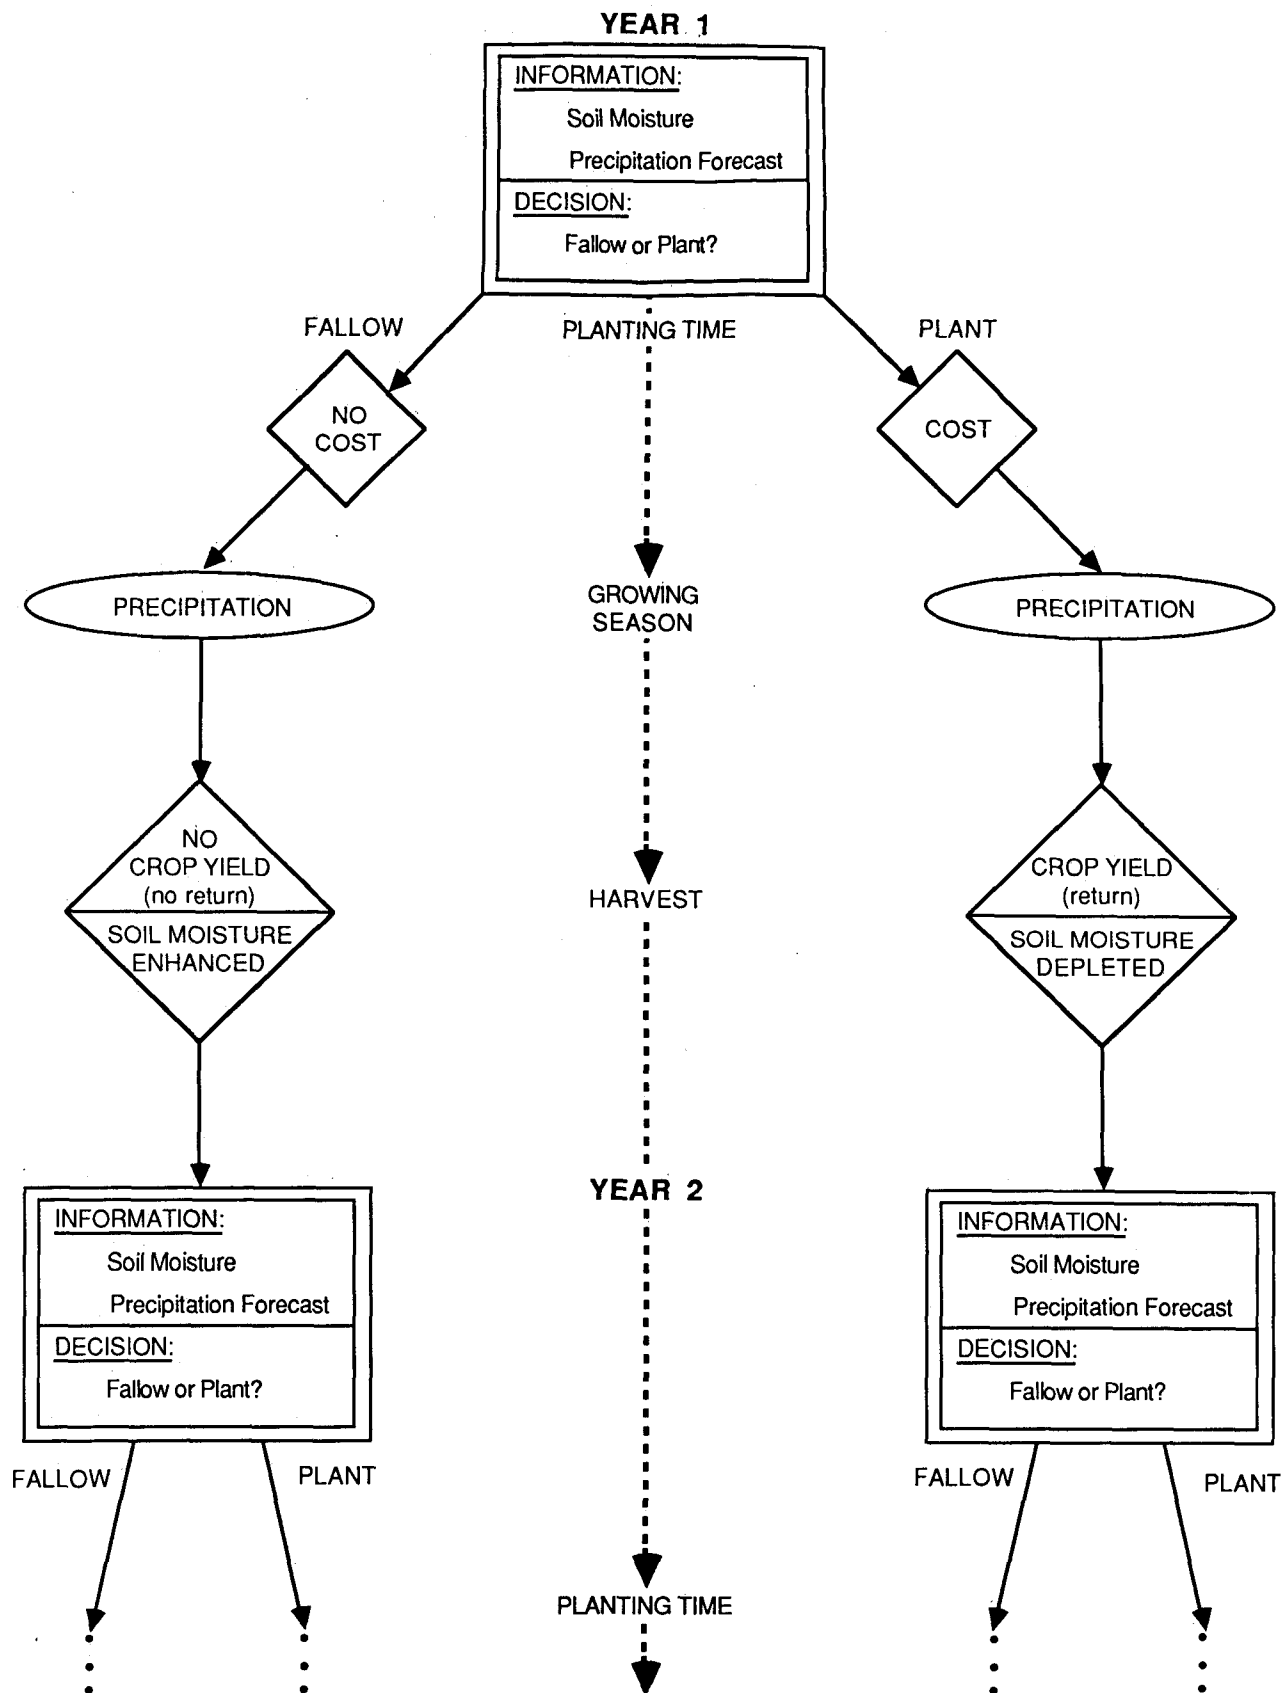 YEAR 1
INFORMATION:
Soil Moisture
Precipitation Forecast
DECISION:
Fallow or Plant?
FALLOW
PLANTING TIME
PLANT
NO
COST
COST
PRECIPITATION
GROWING
SEASON
PRECIPITATION
NO
CROP YIELD
(no return)
SOIL MOISTURE
ENHANCED
HARVEST
CROP YIELD
(return)
SOIL MOISTURE
DEPLETED
YEAR 2
INFORMATION:
Soil Moisture
Precipitation Forecast
DECISION:
Fallow or Plant?
INFORMATION:
Soil Moisture
Precipitation Forecast
DECISION:
Fallow or Plant?
FALLOW
PLANT
FALLOW
PLANT
PLANTING TIME